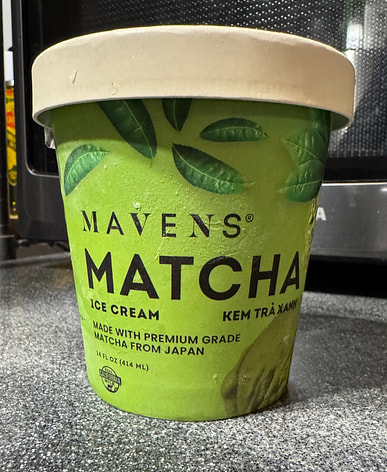 MAVENS®
MATCHA
ICE CREAM
KEM TRÀ XANH
MADE WITH PREMIUM GRADE
MATCHA FROM JAPAN
14 FL OZ (414 ML)